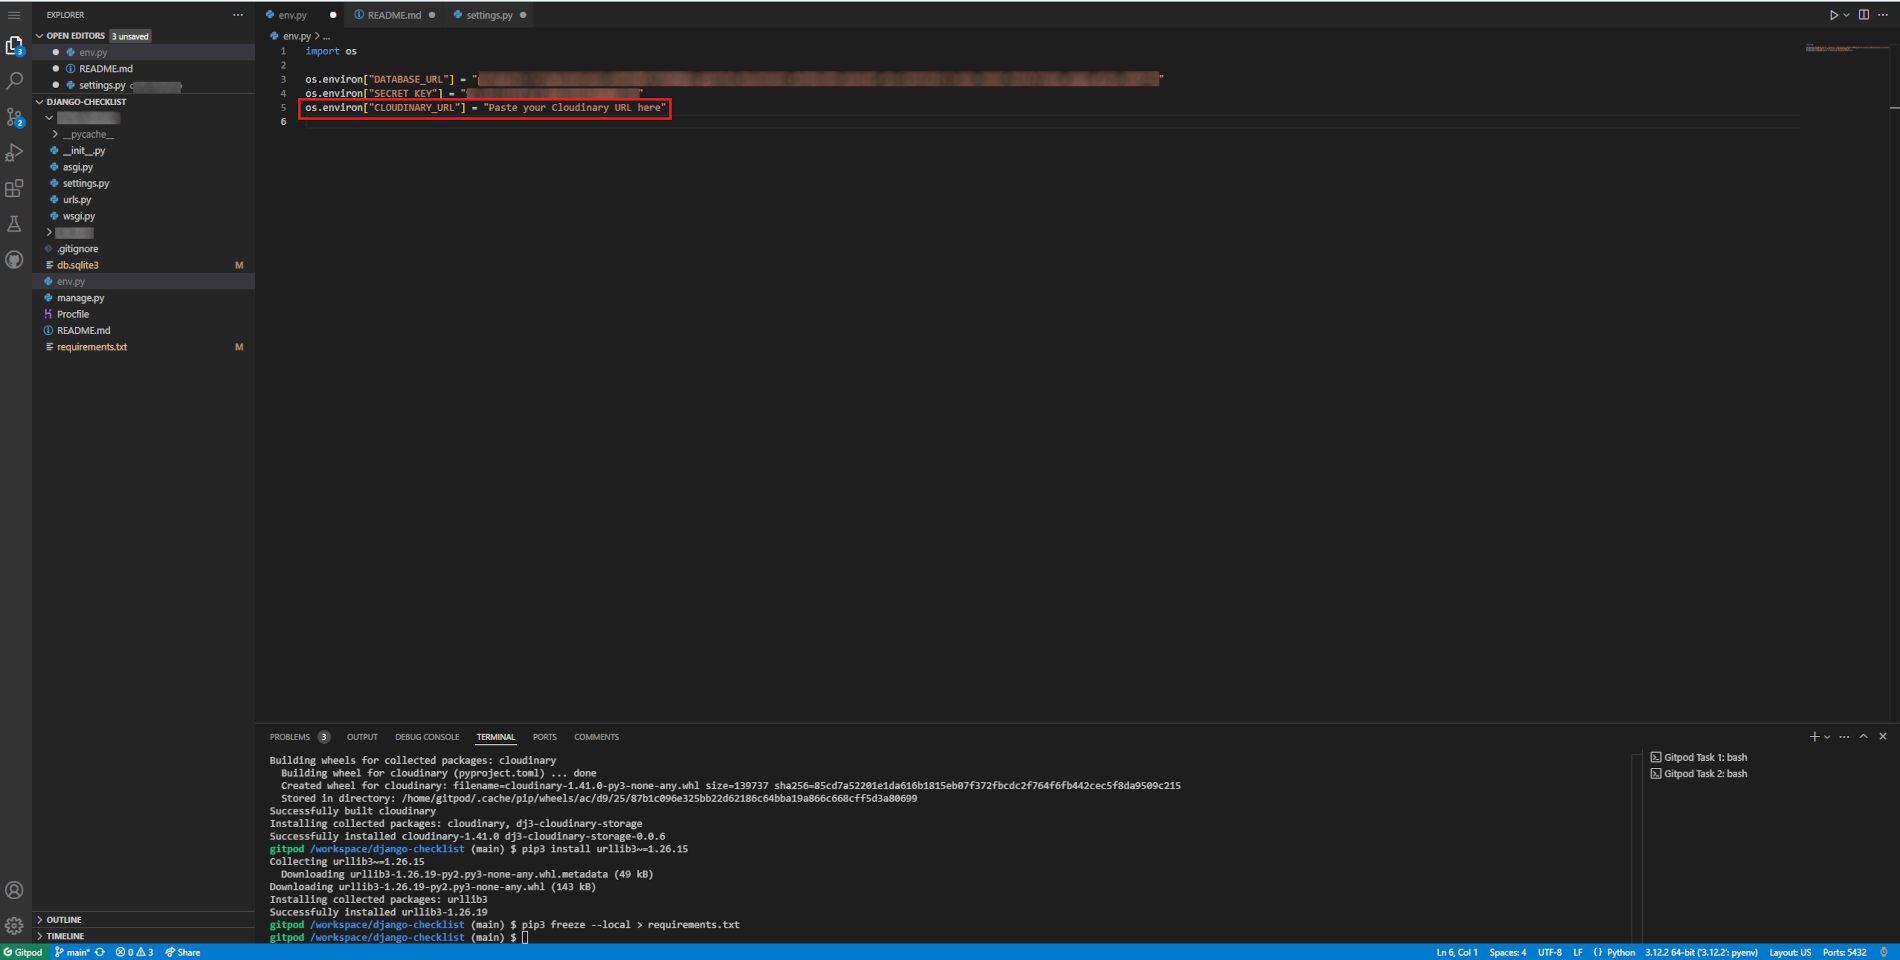 EXPLORER
OPEN EDITORS 3 unsaved
env.py
README.md
settings.py
DJANGO-CHECKLIST
__pycache__
__init__.py
asgi.py
settings.py
urls.py
wsgi.py
.gitignore
db.sqlite3 M
env.py
manage.py
Procfile
README.md
requirements.txt M
OUTLINE
TIMELINE
3
2
env.py README.md settings.py
env.py > ...
1 import os
2
3 os.environ["DATABASE_URL"] = " "
4 os.environ["SECRET_KEY"] = " "
5 os.environ["CLOUDINARY_URL"] = "Paste your Cloudinary URL here"
6
PROBLEMS 3 OUTPUT DEBUG CONSOLE TERMINAL PORTS COMMENTS
Building wheels for collected packages: cloudinary
Building wheel for cloudinary (pyproject.toml) ... done
Created wheel for cloudinary: filename=cloudinary-1.41.0-py3-none-any.whl size=139737 sha256=85cd7a52201e1da616b1815eb07f372fbcdc2f764f6fb442cec5f8da9509c215
Stored in directory: /home/gitpod/.cache/pip/wheels/ac/d9/25/87b1c096e325bb22d62186c64bba19a866c668cff5d3a80699
Successfully built cloudinary
Installing collected packages: cloudinary, dj3-cloudinary-storage
Successfully installed cloudinary-1.41.0 dj3-cloudinary-storage-0.0.6
gitpod /workspace/django-checklist (main) $ pip3 install urllib3~=1.26.15
Collecting urllib3~=1.26.15
Downloading urllib3-1.26.19-py2.py3-none-any.whl.metadata (49 kB)
Downloading urllib3-1.26.19-py2.py3-none-any.whl (143 kB)
Installing collected packages: urllib3
Successfully installed urllib3-1.26.19
gitpod /workspace/django-checklist (main) $ pip3 freeze --local > requirements.txt
gitpod /workspace/django-checklist (main) $
Gitpod Task 1: bash
Gitpod Task 2: bash
Gitpod main* 0 3 Share
Ln 6, Col 1 Spaces: 4 UTF-8 LF Python 3.12.2 64-bit ('3.12.2': pyenv) Layout: US Ports: 5432